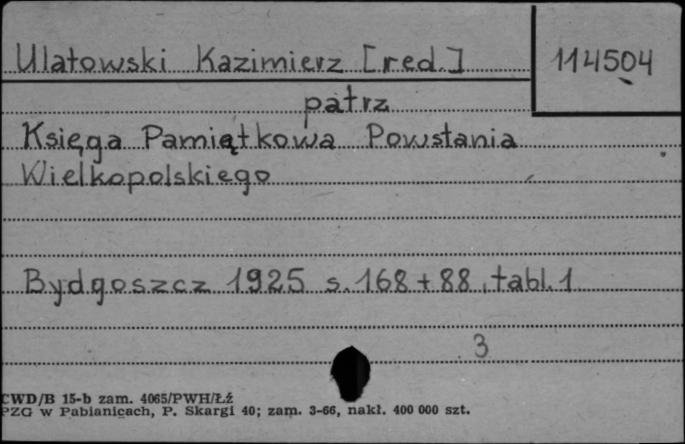 Ulatowski Kazimierz [red.] 114504
patrz
Księga Pamiątkowa Powstania
Wielkopolskiego
Bydgoszcz 1925 s. 168 + 88, tabl. 1
3
CWD/B 15-b zam. 4065/PWH/Łź
PZG w Pabianicach, P. Skargi 40; zam. 3-66, nakł. 400 000 szt.